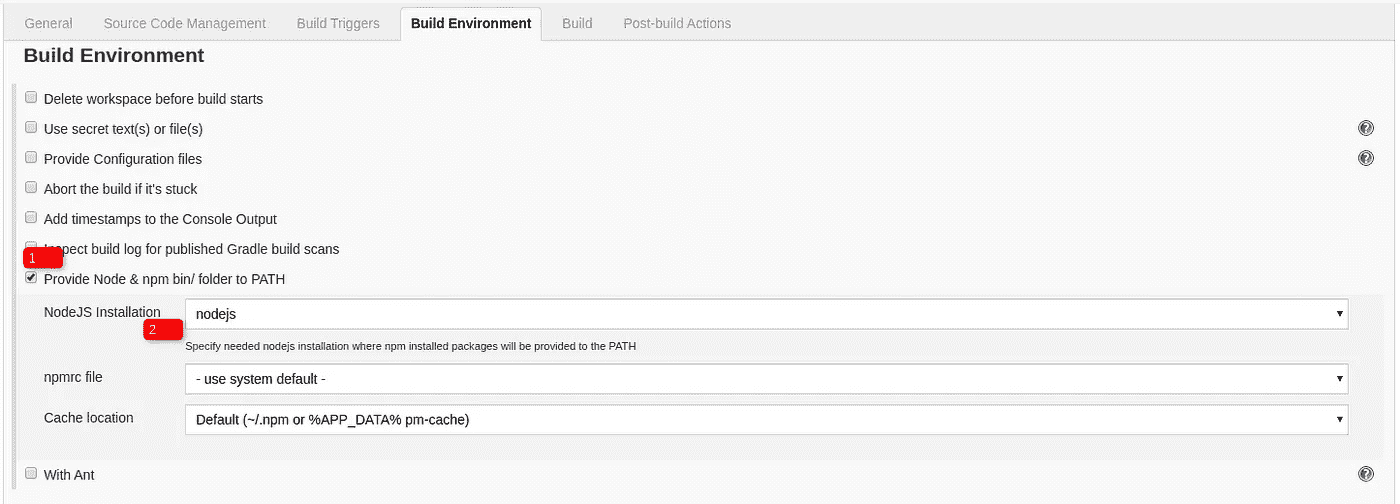 General Source Code Management Build Triggers Build Environment Build Post-build Actions
Build Environment
Delete workspace before build starts
Use secret text(s) or file(s)
Provide Configuration files
Abort the build if it's stuck
Add timestamps to the Console Output
Inspect build log for published Gradle build scans
1
Provide Node & npm bin/ folder to PATH
NodeJS Installation nodejs
2
Specify needed nodejs installation where npm installed packages will be provided to the PATH
npmrc file - use system default -
Cache location Default (~/.npm or %APP_DATA% pm-cache)
With Ant